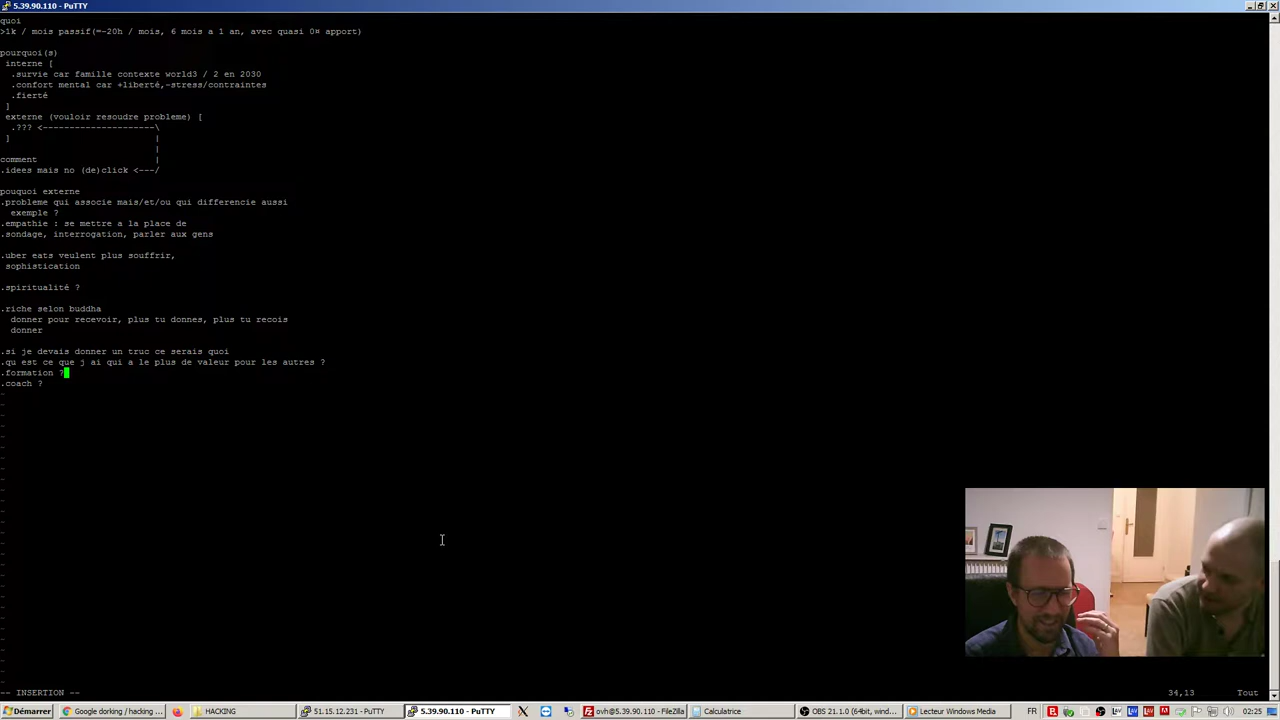 5.39.90.110 - PuTTY
quoi
>1k / mois passif(=-20h / mois, 6 mois a 1 an, avec quasi 0¤ apport)
pourquoi(s)
interne [
.survie car famille contexte world3 / 2 en 2030
.confort mental car +liberté,-stress/contraintes
.fierté
]
externe (vouloir resoudre probleme) [
.??? <----------------------\
]                            |
|
comment                      |
.idees mais no (de)click <---/
pouquoi externe
.probleme qui associe mais/et/ou qui differencie aussi
exemple ?
.empathie : se mettre a la place de
.sondage, interrogation, parler aux gens
.uber eats veulent plus souffrir,
sophistication
.spiritualité ?
.riche selon buddha
donner pour recevoir, plus tu donnes, plus tu recois
donner
.si je devais donner un truc ce serais quoi
.qu est ce que j ai qui a le plus de valeur pour les autres ?
.formation ?
.coach ?
-- INSERTION --
34,13
Tout
Démarrer
Google dorking / hacking ...
HACKING
51.15.12.231 - PuTTY
5.39.90.110 - PuTTY
ovh@5.39.90.110 - FileZilla
Calculatrice
OBS 21.1.0 (64bit, wind...
Lecteur Windows Media
FR
02:25